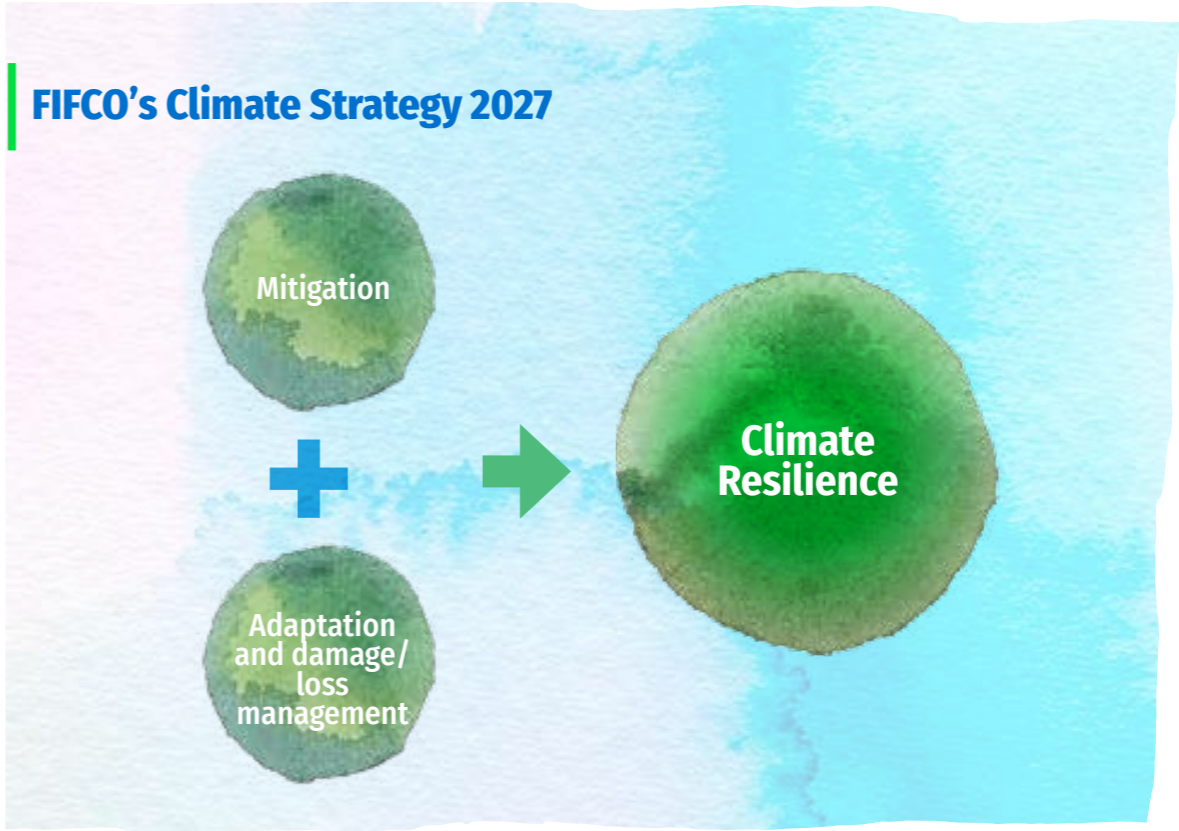 FIFCO’s Climate Strategy 2027
Mitigation
Adaptation
and damage/
loss
management
Climate
Resilience